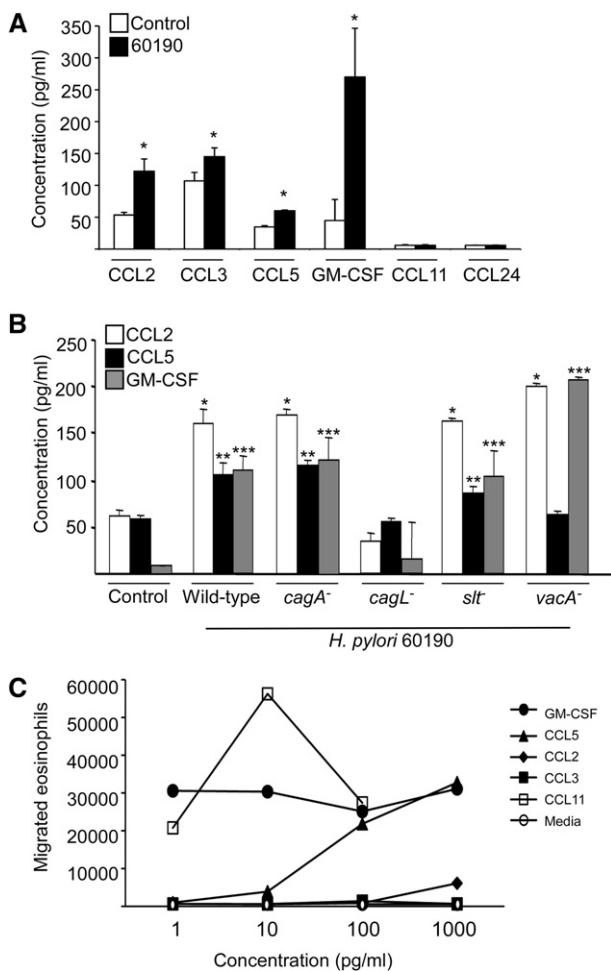 A
Control
60190
Concentration (pg/ml)
350
300
250
200
150
100
50
*
*
*
*
CCL2 CCL3 CCL5 GM-CSF CCL11 CCL24
B
CCL2
CCL5
GM-CSF
Concentration (pg/ml)
250
200
150
100
50
* ** ***
* ** ***
* ** ***
* ***
Control Wild-type cagA- cagL- slt- vacA-
H. pylori 60190
C
Migrated eosinophils
60000
50000
40000
30000
20000
10000
1 10 100 1000
Concentration (pg/ml)
GM-CSF
CCL5
CCL2
CCL3
CCL11
Media